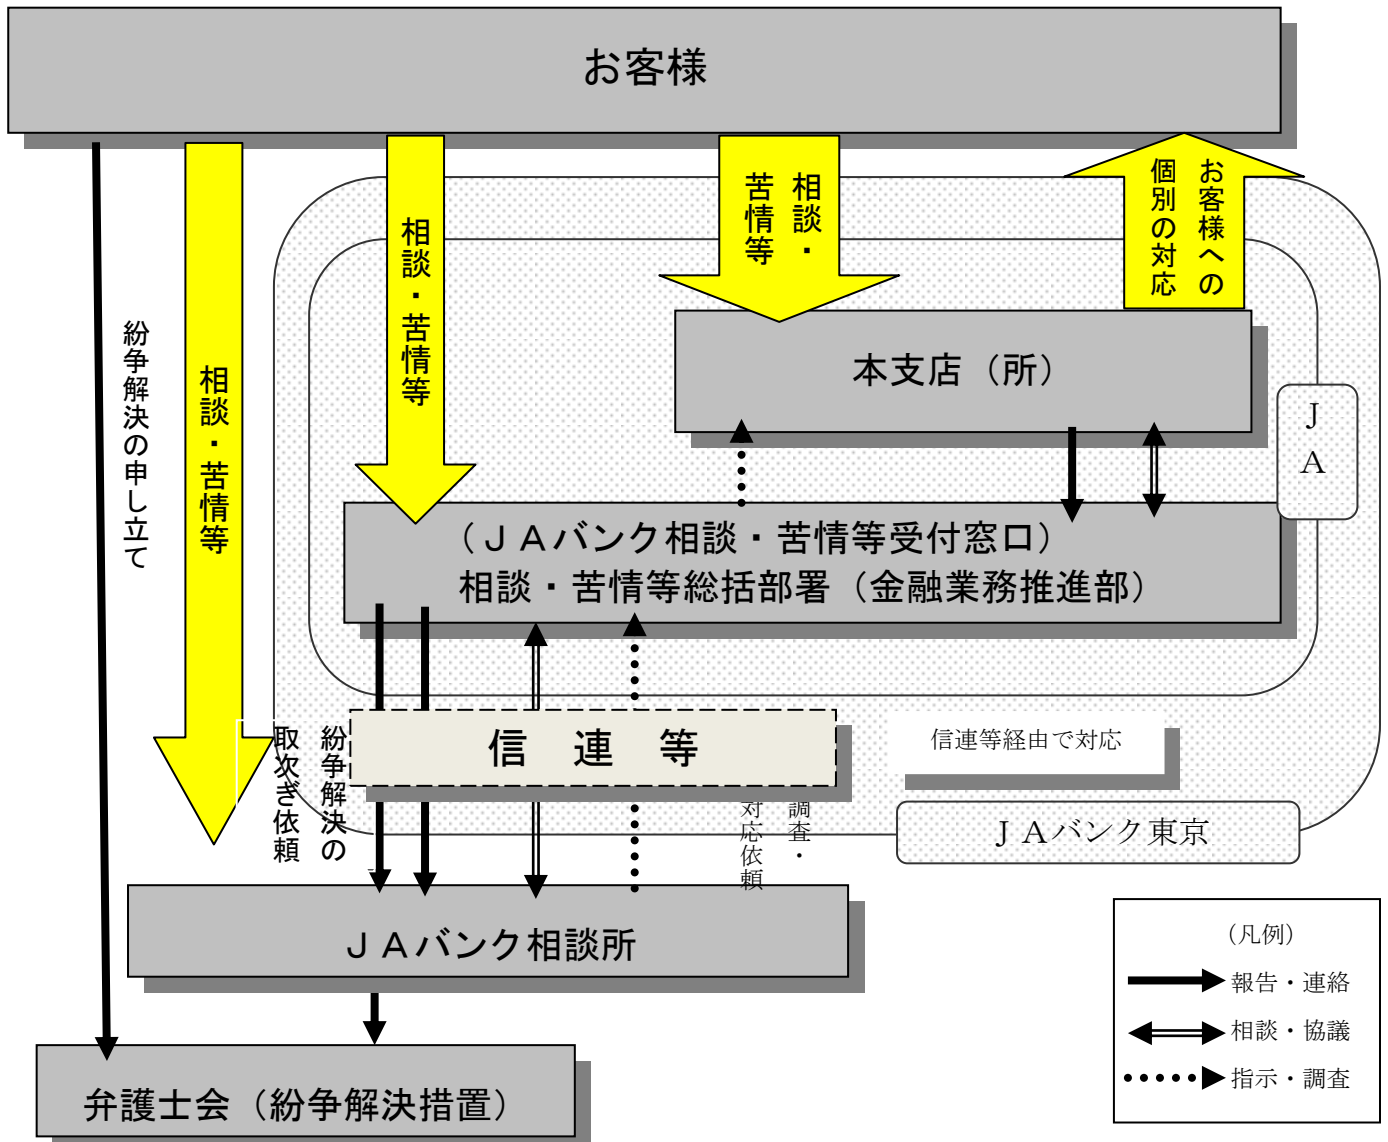 お客様
相談・
苦情等
お客様への
個別の対応
相談・苦情等
相談・苦情等
紛争解決の申し立て
本支店（所）
ＪＡ
（ＪＡバンク相談・苦情等受付窓口）
相談・苦情等総括部署（金融業務推進部）
信　連　等
信連等経由で対応
紛争解決の
取次ぎ依頼
調査・
対応依頼
ＪＡバンク東京
ＪＡバンク相談所
弁護士会（紛争解決措置）
（凡例）
報告・連絡
相談・協議
指示・調査